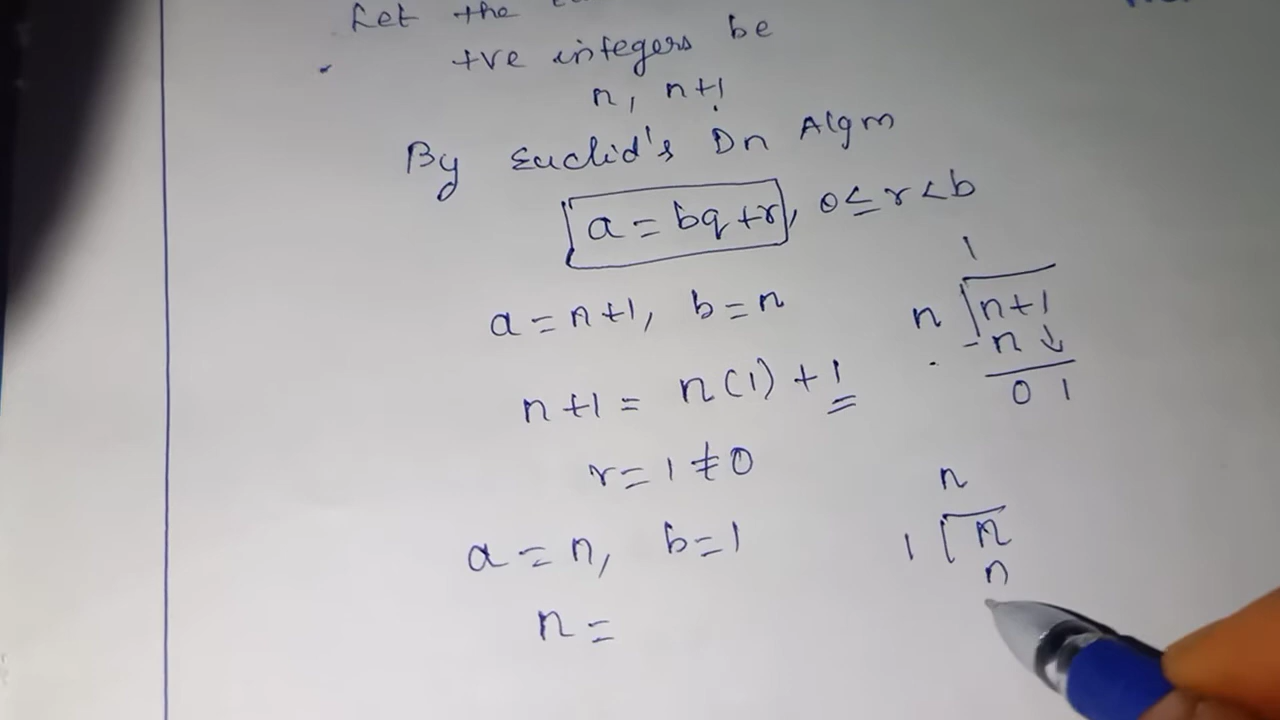 Let the
+ve integers be
n, n+1
By Euclid's Dn Algm
a = bq + r, 0 ≤ r < b
a = n+1, b = n
1
n n+1
- n ↓
0 1
n+1 = n(1) + 1
r = 1 ≠ 0
a = n, b = 1
n
1 n
n
n =